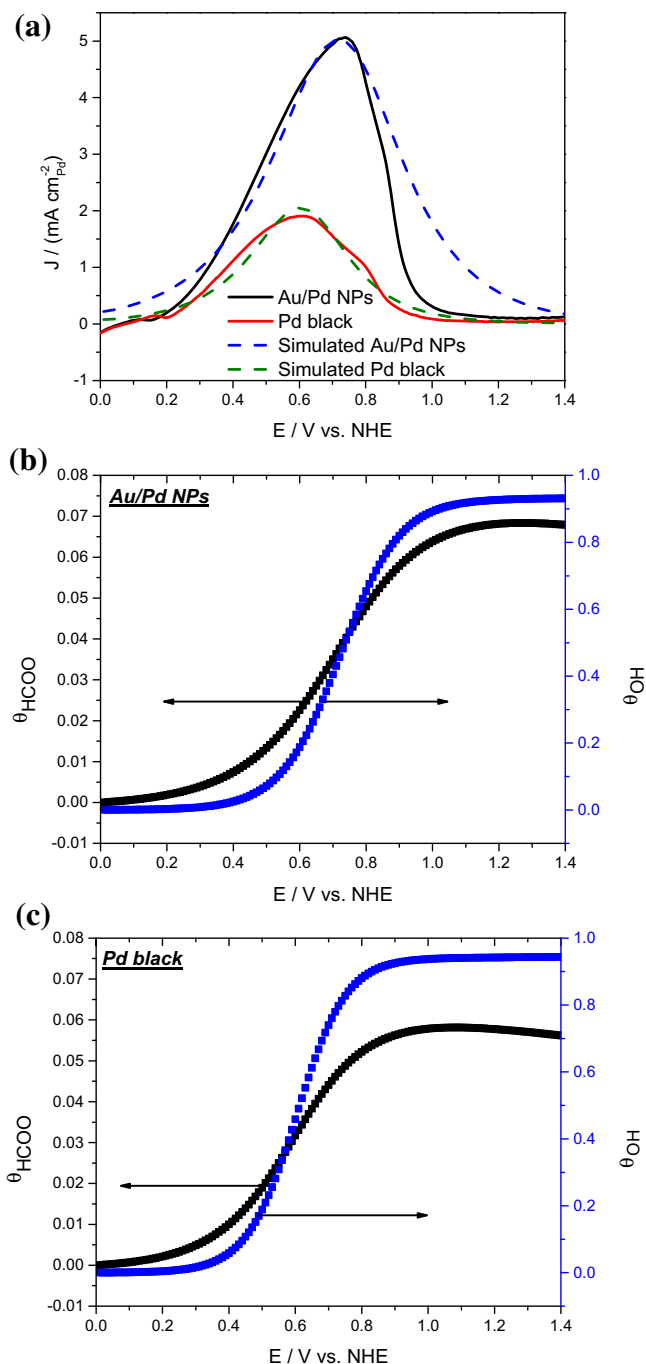 (a)
5
4
3
2
1
0
-1
J / (mA cm⁻²Pd)
Au/Pd NPs
Pd black
Simulated Au/Pd NPs
Simulated Pd black
0.0 0.2 0.4 0.6 0.8 1.0 1.2 1.4
E / V vs. NHE
(b)
Au/Pd NPs
0.08
0.07
0.06
0.05
0.04
0.03
0.02
0.01
0.00
-0.01
θHCOO
1.0
0.8
0.6
0.4
0.2
0.0
θOH
0.0 0.2 0.4 0.6 0.8 1.0 1.2 1.4
E / V vs. NHE
(c)
Pd black
0.08
0.07
0.06
0.05
0.04
0.03
0.02
0.01
0.00
-0.01
θHCOO
1.0
0.8
0.6
0.4
0.2
0.0
θOH
0.0 0.2 0.4 0.6 0.8 1.0 1.2 1.4
E / V vs. NHE